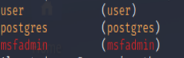 user (user)
postgres (postgres)
msfadmin (msfadmin)